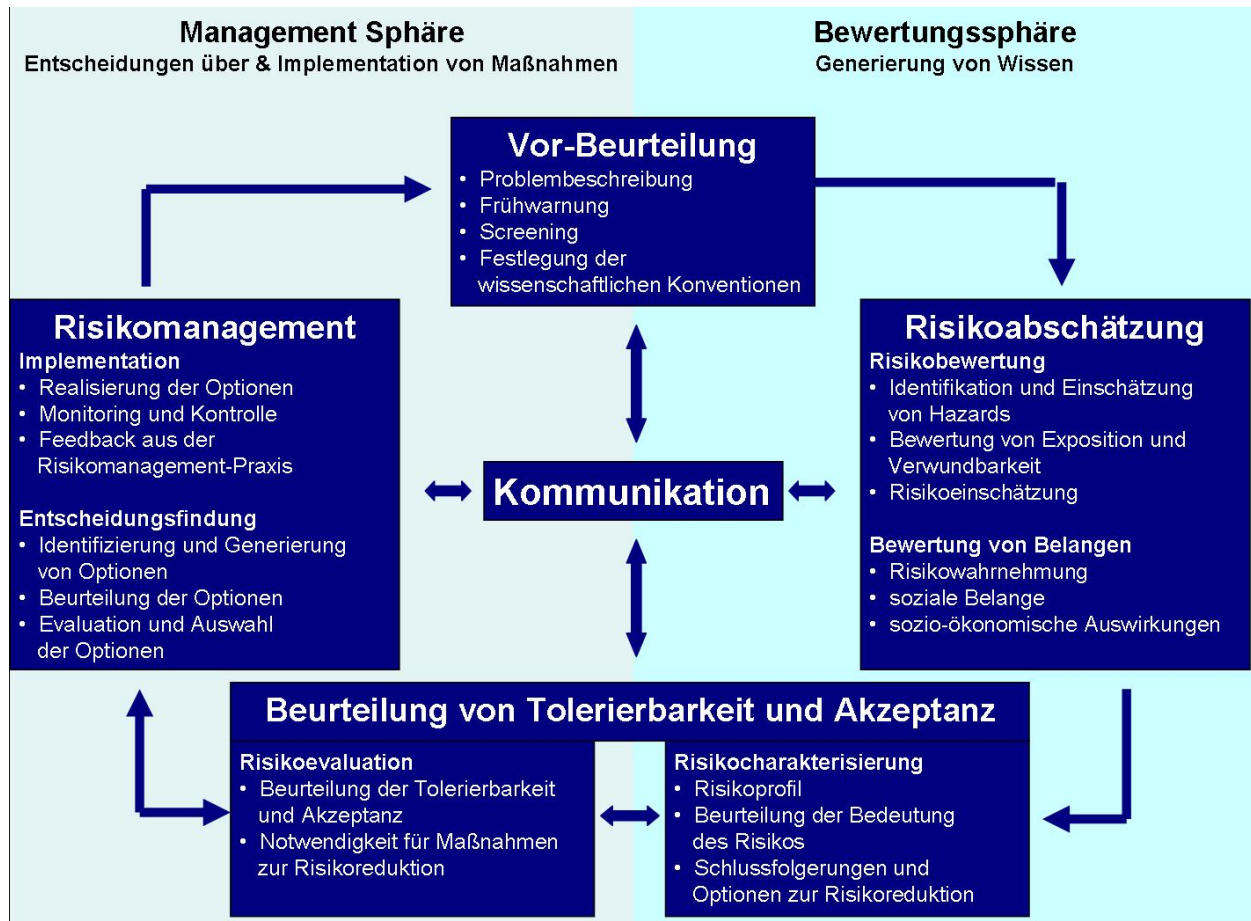 Management Sphäre
Entscheidungen über & Implementation von Maßnahmen
Bewertungssphäre
Generierung von Wissen
Vor-Beurteilung
• Problembeschreibung
• Frühwarnung
• Screening
• Festlegung der
wissenschaftlichen Konventionen
Risikomanagement
Implementation
• Realisierung der Optionen
• Monitoring und Kontrolle
• Feedback aus der
Risikomanagement-Praxis
Entscheidungsfindung
• Identifizierung und Generierung
von Optionen
• Beurteilung der Optionen
• Evaluation und Auswahl
der Optionen
Kommunikation
Risikoabschätzung
Risikobewertung
• Identifikation und Einschätzung
von Hazards
• Bewertung von Exposition und
Verwundbarkeit
• Risikoeinschätzung
Bewertung von Belangen
• Risikowahrnehmung
• soziale Belange
• sozio-ökonomische Auswirkungen
Beurteilung von Tolerierbarkeit und Akzeptanz
Risikoevaluation
• Beurteilung der Tolerierbarkeit
und Akzeptanz
• Notwendigkeit für Maßnahmen
zur Risikoreduktion
Risikocharakterisierung
• Risikoprofil
• Beurteilung der Bedeutung
des Risikos
• Schlussfolgerungen und
Optionen zur Risikoreduktion